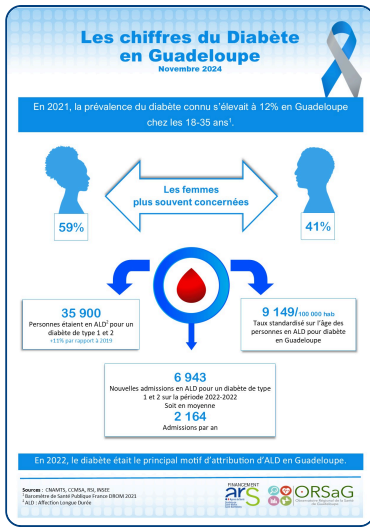 Les chiffres du Diabète
en Guadeloupe
Novembre 2024
En 2021, la prévalence du diabète connu s'élevait à 12% en Guadeloupe
chez les 18-35 ans¹.
Les femmes
plus souvent concernées
59%
41%
35 900
Personnes étaient en ALD² pour un
diabète de type 1 et 2
+11% par rapport à 2019
9 149/100 000 hab
Taux standardisé sur l'âge des
personnes en ALD pour diabète
en Guadeloupe
6 943
Nouvelles admissions en ALD pour un diabète de type
1 et 2 sur la période 2022-2022
Soit en moyenne
2 164
Admissions par an
En 2022, le diabète était le principal motif d'attribution d'ALD en Guadeloupe.
Sources : CNAMTS, CCMSA, RSI, INSEE
¹ Baromètre de Santé Publique France DROM 2021
² ALD : Affection Longue Durée
FINANCEMENT
ars
ORSaG